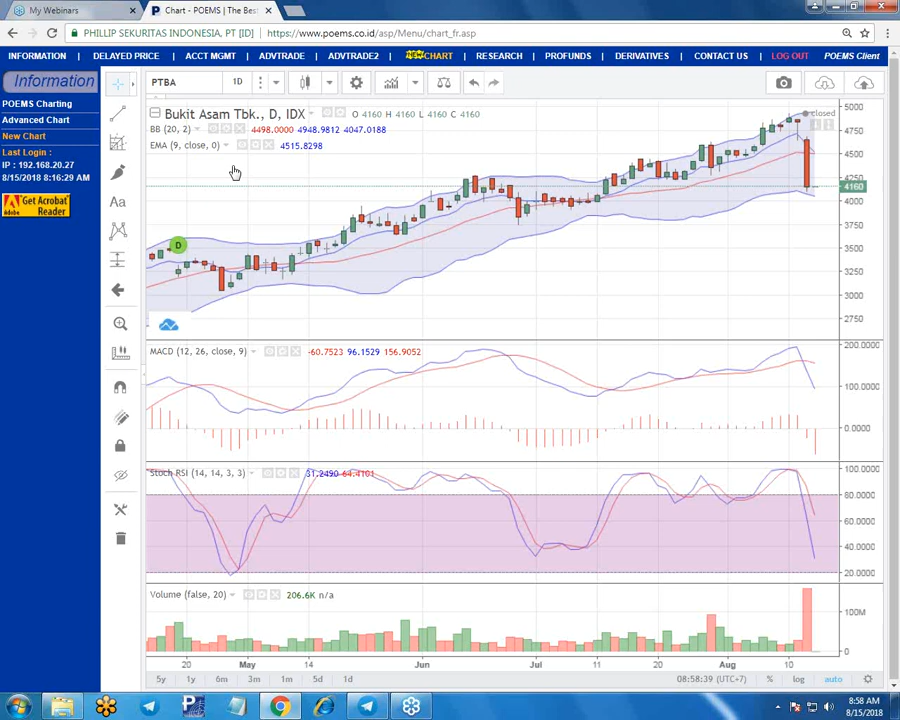 My Webinars
Chart - POEMS | The Bes
PHILLIP SEKURITAS INDONESIA. PT [ID]
https://www.poems.co.id/asp/Menu/chart_fr.asp
INFORMATION | DELAYED PRICE | ACCT MGMT | ADVTRADE | ADVTRADE2 | NEW CHART | RESEARCH | PROFUNDS | DERIVATIVES | CONTACT US | LOG OUT POEMS Client
Information
POEMS Charting
Advanced Chart
New Chart
Last Login :
IP : 192.168.20.27
8/15/2018 8:16:29 AM
Get Acrobat
Reader
Adobe
PTBA
1D
Bukit Asam Tbk., D, IDX O 4160 H 4160 L 4160 C 4160
closed
BB (20, 2) 4498.0000 4948.9812 4047.0188
EMA (9, close, 0) 4515.8298
Aa
D
5000
4750
4500
4250
4160
4000
3500
3250
3000
2750
MACD (12, 26, close, 9) -60.7523 96.1529 156.9052
200.0000
100.0000
0.0000
Stoch RSI (14, 14, 3, 3) 31.2490 64.4101
100.0000
80.0000
60.0000
40.0000
20.0000
Volume (false, 20) 206.6K n/a
100M
0
20 May 14 Jun Jul 11 20 Aug 10
5y 1y 6m 3m 1m 5d 1d
08:58:39 (UTC+7) % log auto
8:58 AM
8/15/2018